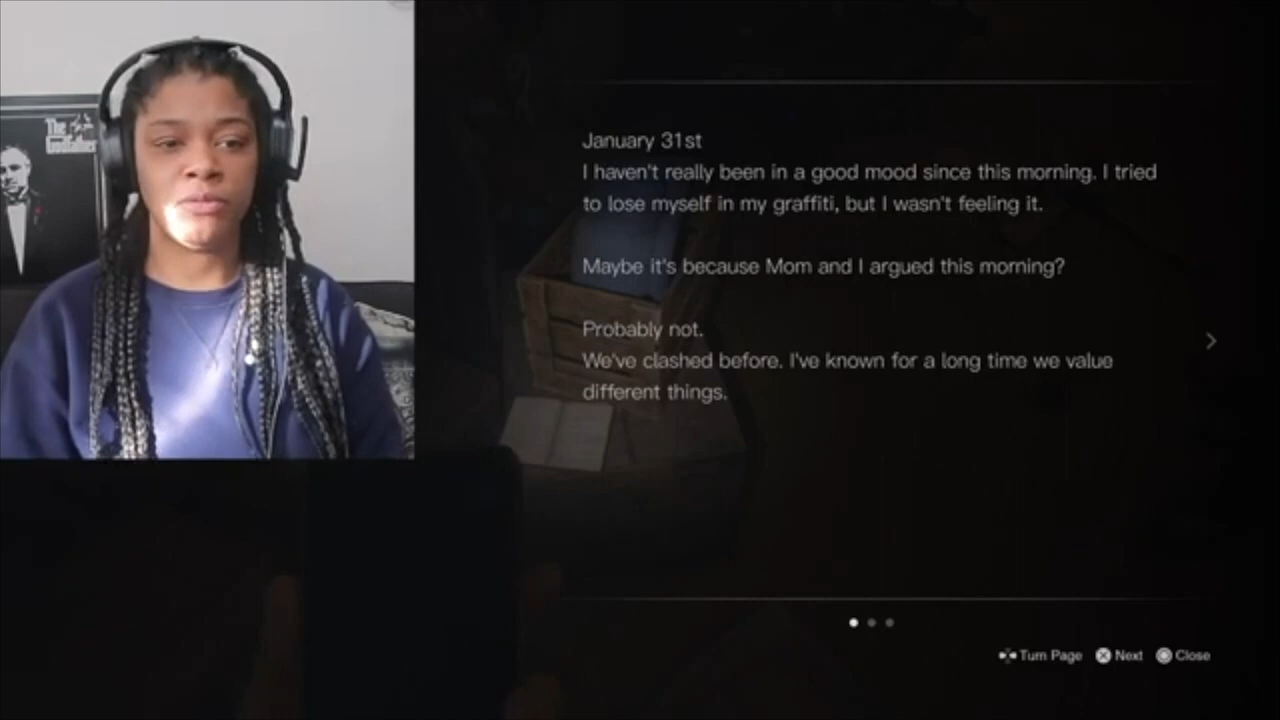 The
Godfather
January 31st
I haven't really been in a good mood since this morning. I tried
to lose myself in my graffiti, but I wasn't feeling it.
Maybe it's because Mom and I argued this morning?
Probably not.
We've clashed before. I've known for a long time we value
different things.
Turn Page Next Close